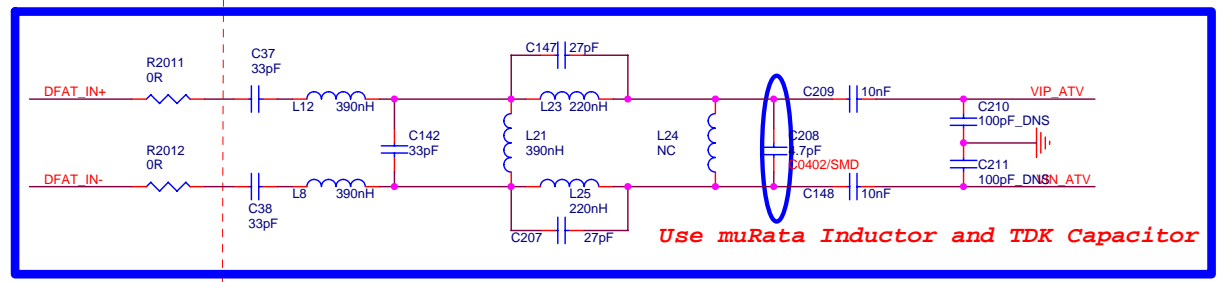 C147 27pF
R2011
0R
C37
33pF
DFAT_IN+
L12 390nH
L23 220nH
C209 10nF
VIP_ATV
C210
100pF_DNS
C142
33pF
L21
390nH
L24
NC
C208
4.7pF
C0402/SMD
R2012
0R
C211
100pF_DNS
DFAT_IN-
VIN_ATV
L8 390nH
L25
220nH
C148 10nF
C38
33pF
C207 27pF
Use muRata Inductor and TDK Capacitor